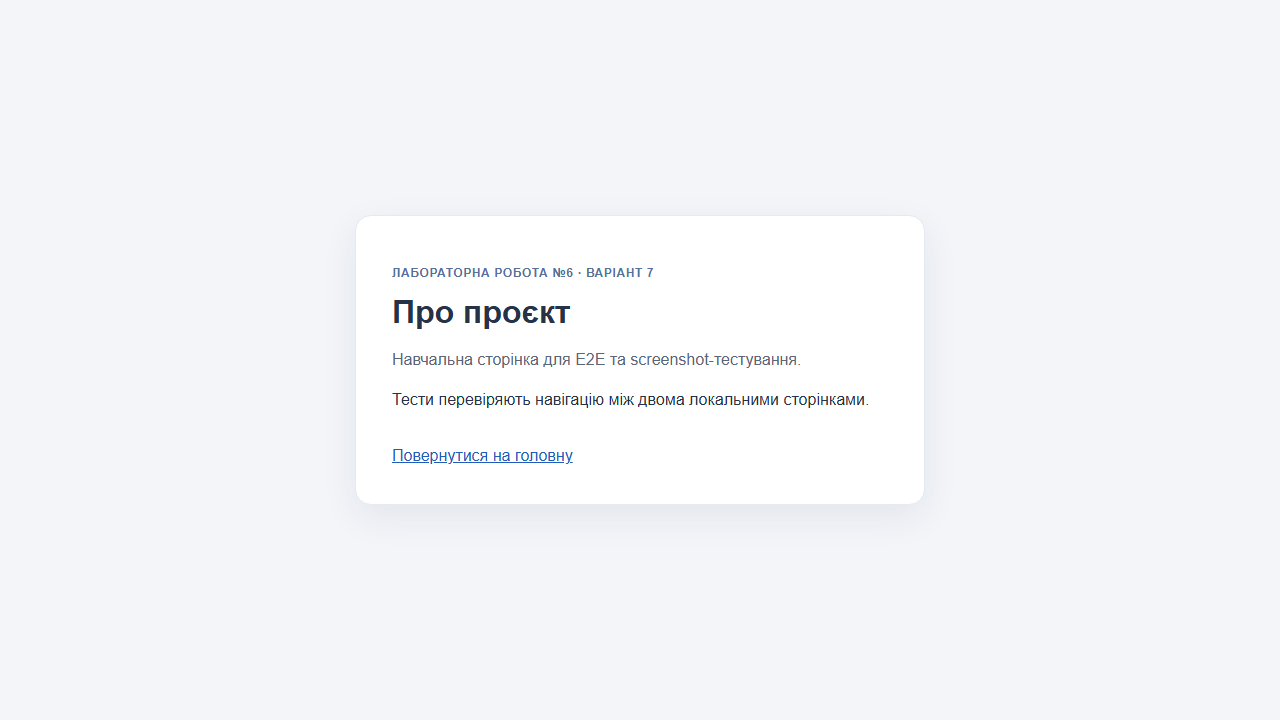 ЛАБОРАТОРНА РОБОТА №6 · ВАРІАНТ 7
Про проєкт
Навчальна сторінка для E2E та screenshot-тестування.
Тести перевіряють навігацію між двома локальними сторінками.
Повернутися на головну